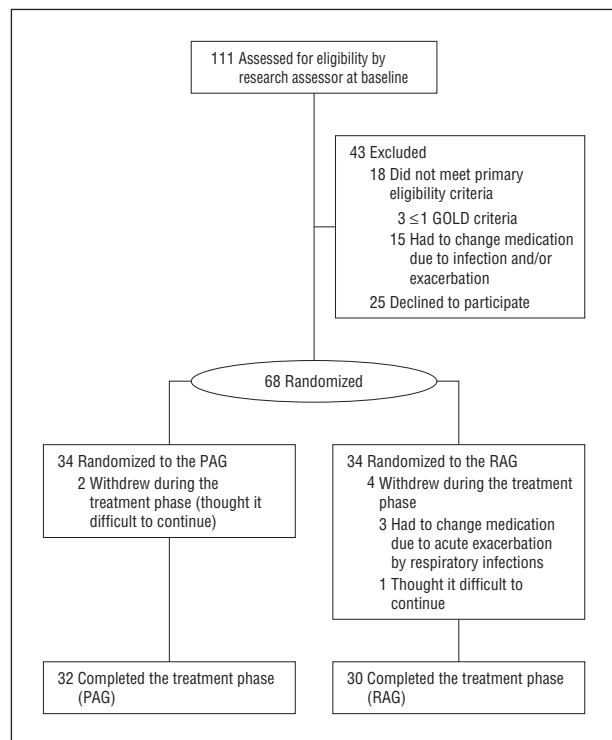 111 Assessed for eligibility by
research assessor at baseline
43 Excluded
18 Did not meet primary
eligibility criteria
3 ≤1 GOLD criteria
15 Had to change medication
due to infection and/or
exacerbation
25 Declined to participate
68 Randomized
34 Randomized to the PAG
2 Withdrew during the
treatment phase (thought it
difficult to continue)
34 Randomized to the RAG
4 Withdrew during the treatment
phase
3 Had to change medication
due to acute exacerbation
by respiratory infections
1 Thought it difficult to
continue
32 Completed the treatment phase
(PAG)
30 Completed the treatment phase
(RAG)